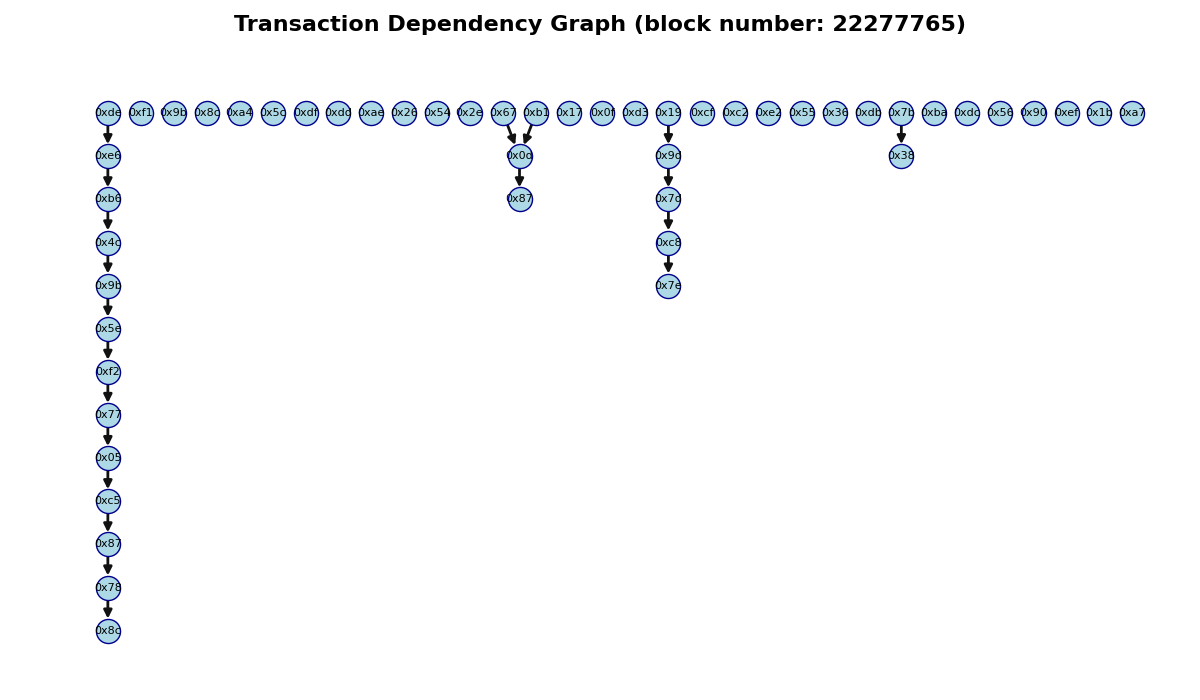 Transaction Dependency Graph (block number: 22277765)
0xde 0xf1 0x9b 0x8c 0xa4 0x5c 0xdf 0xdd 0xae 0x26 0x54 0x2e 0x67 0xb1 0x17 0x0f 0xd3 0x19 0xcf 0xc2 0xe2 0x55 0x36 0xdb 0x7b 0xba 0xdc 0x56 0x90 0xef 0x1b 0xa7
0xe6 0x0d 0x9d 0x38
0xb6 0x87 0x7d
0x4c 0xc8
0x9b 0x7e
0x5e
0xf2
0x77
0x05
0xc5
0x87
0x78
0x8c